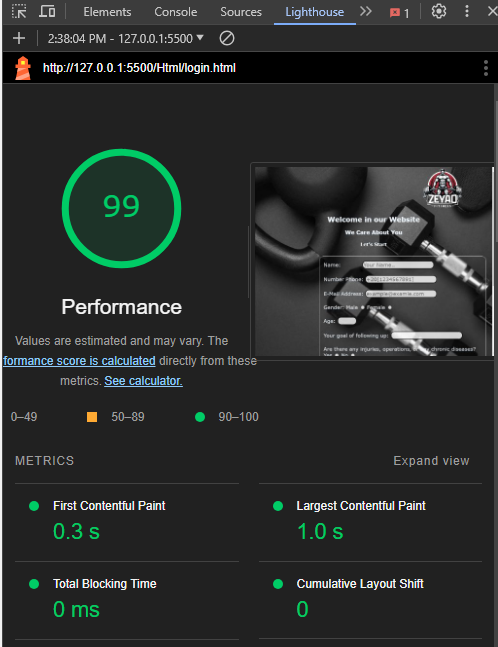 Elements Console Sources Lighthouse 1
2:38:04 PM - 127.0.0.1:5500
http://127.0.0.1:5500/Html/login.html
99
Performance
Values are estimated and may vary. The
formance score is calculated directly from these
metrics. See calculator.
0–49 50–89 90–100
ZEYAD
Welcome in our Website
We Care About You
Let's Start
Name: Your Name..
Number Phone:
E-Mail Address:
Gender: Male Female
Age:
Your goal of following up:
Are there any injuries, operations, or any chronic diseases?
Yes No
METRICS
Expand view
First Contentful Paint
0.3 s
Largest Contentful Paint
1.0 s
Total Blocking Time
0 ms
Cumulative Layout Shift
0